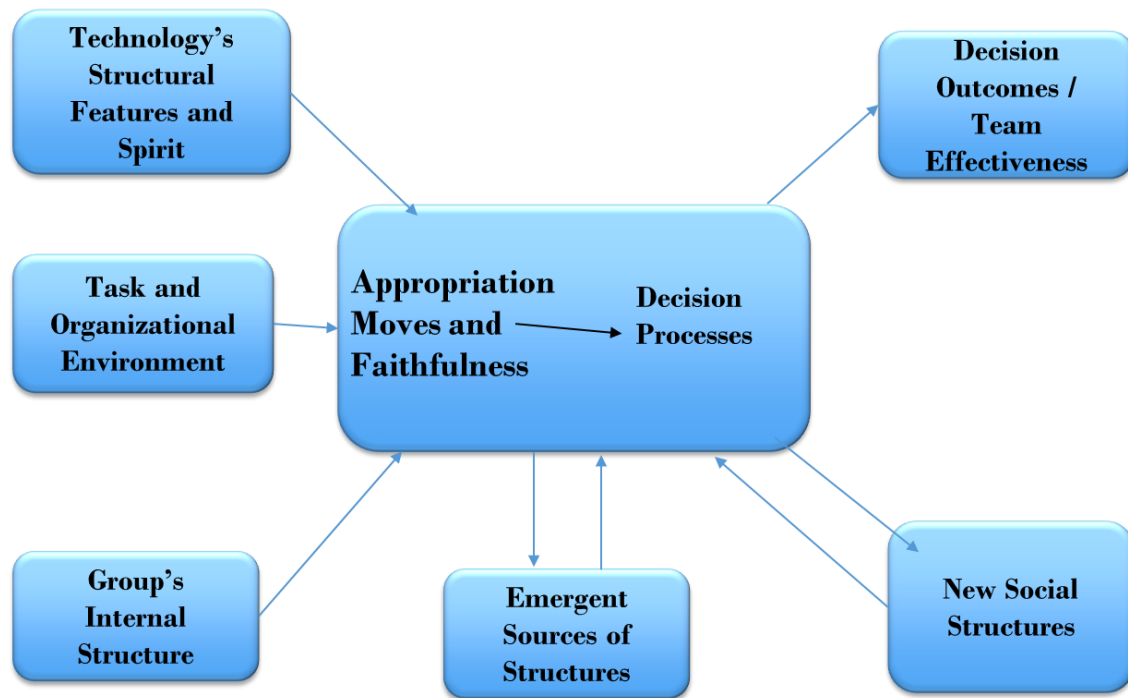 Technology’s
Structural
Features and
Spirit
Decision
Outcomes /
Team
Effectiveness
Task and
Organizational
Environment
Appropriation
Moves and
Faithfulness
Decision
Processes
Group’s
Internal
Structure
Emergent
Sources of
Structures
New Social
Structures